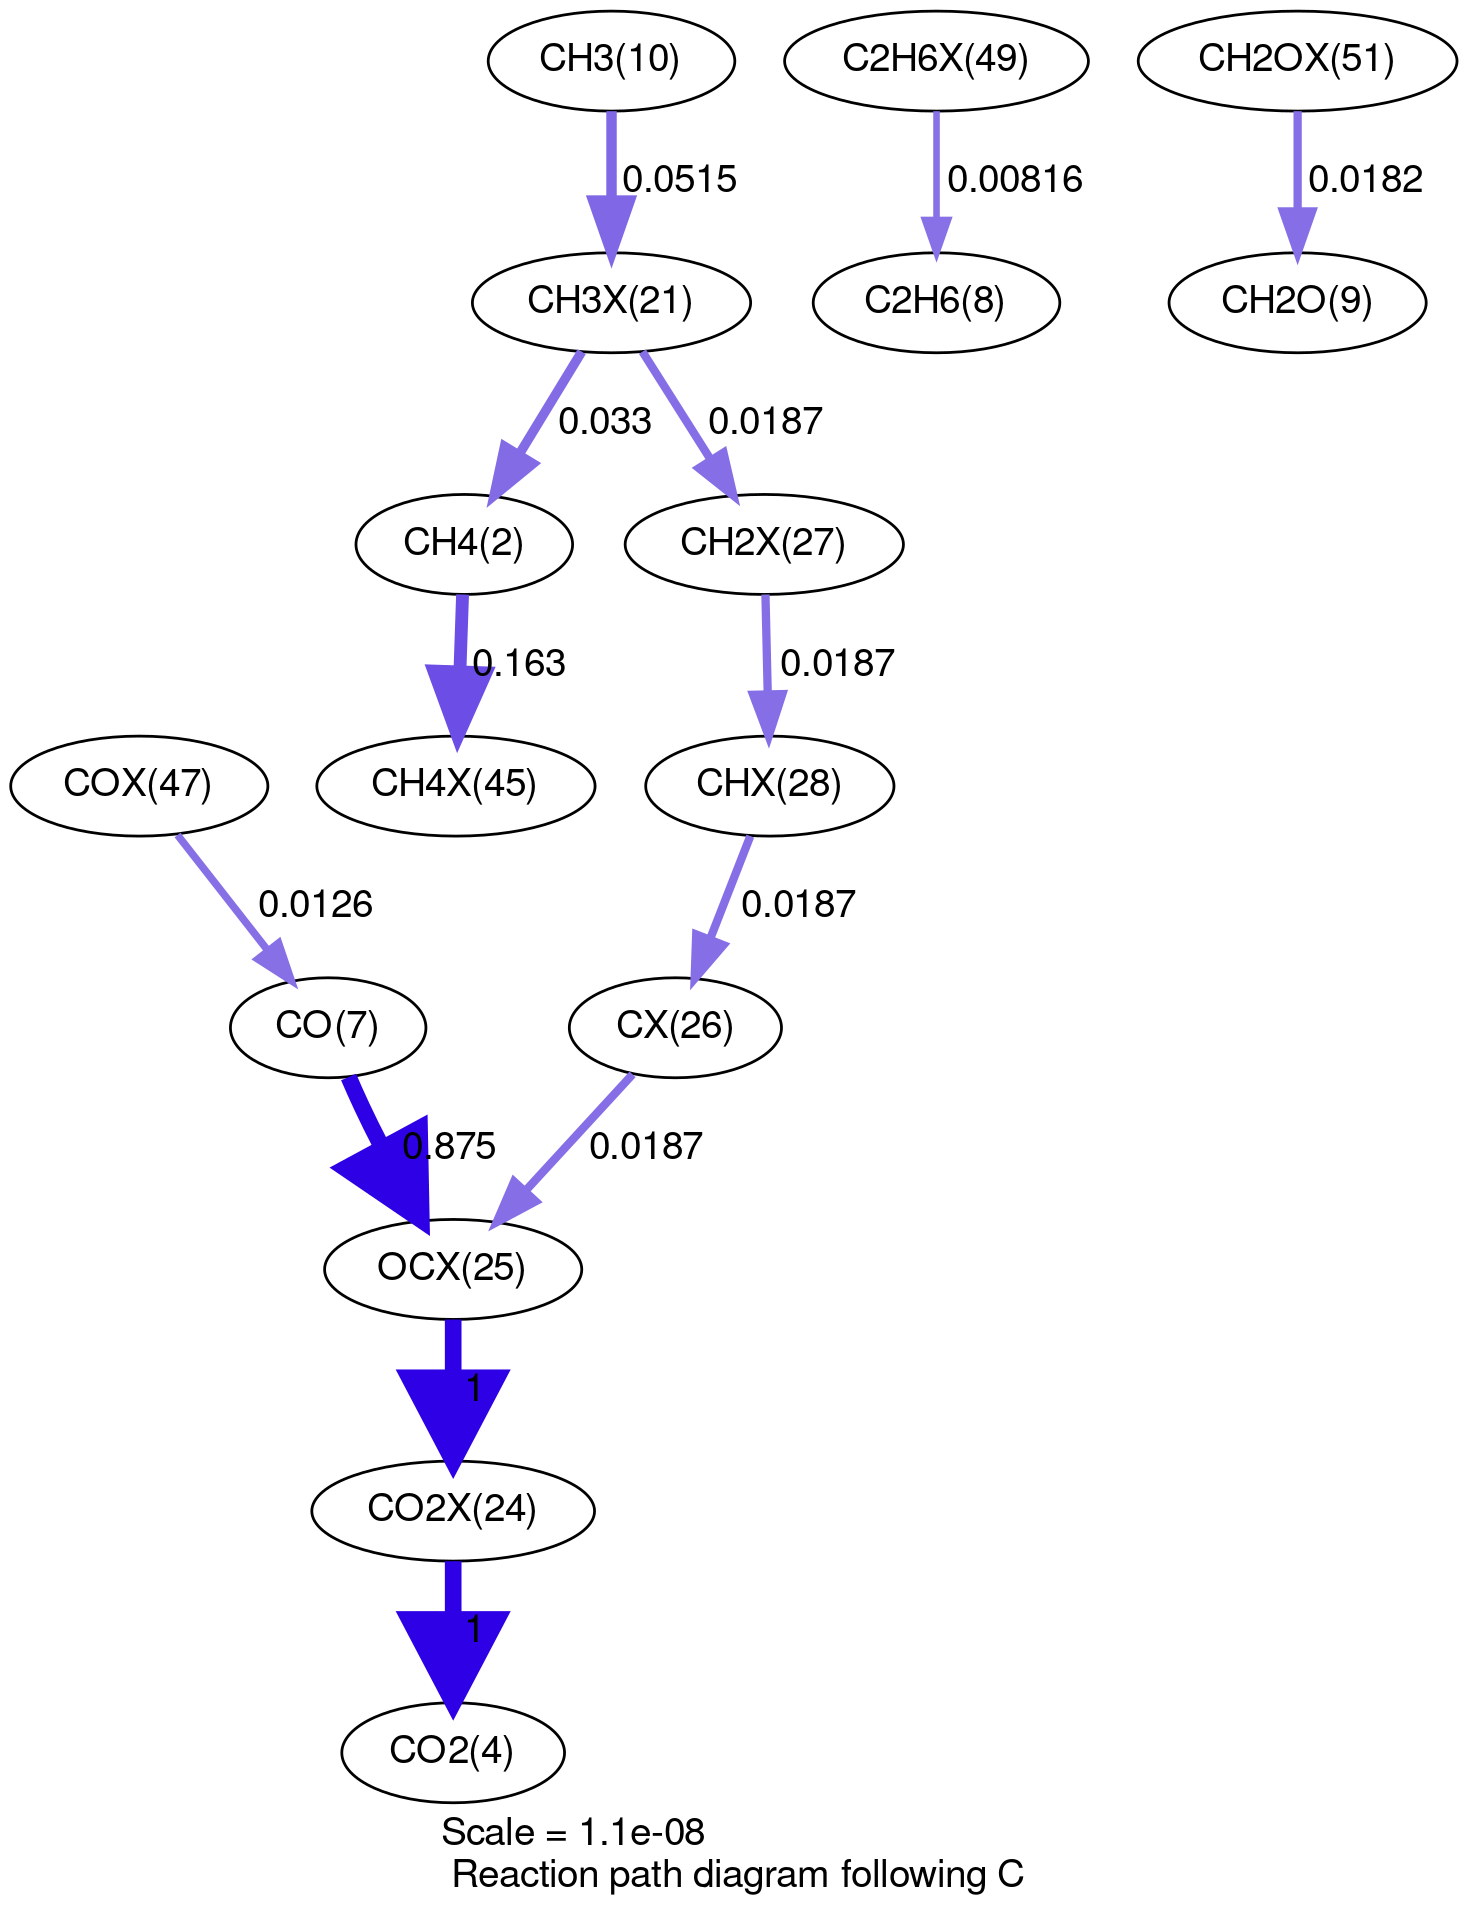 CH3(10)
C2H6X(49)
CH2OX(51)
0.0515
0.00816
0.0182
CH3X(21)
C2H6(8)
CH2O(9)
0.033
0.0187
CH4(2)
CH2X(27)
0.163
0.0187
COX(47)
CH4X(45)
CHX(28)
0.0126
0.0187
CO(7)
CX(26)
0.875
0.0187
OCX(25)
1
CO2X(24)
1
CO2(4)
Scale = 1.1e-08
Reaction path diagram following C